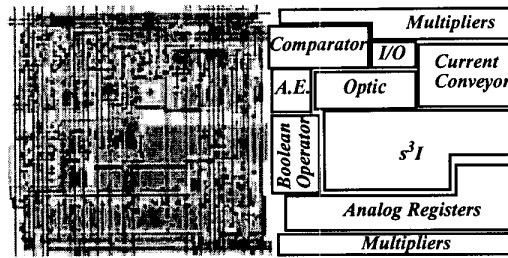 Multipliers
Comparator
I/O
Current
Conveyor
A.E.
Optic
Boolean
Operator
s³I
Analog Registers
Multipliers